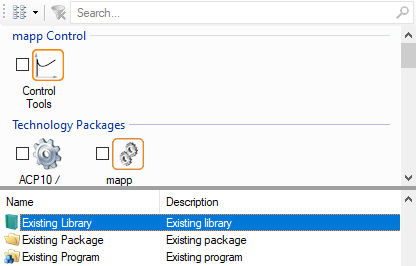 Search...
mapp Control
Control
Tools
Technology Packages
ACP10 / mapp
Name Description
Existing Library Existing library
Existing Package Existing package
Existing Program Existing program